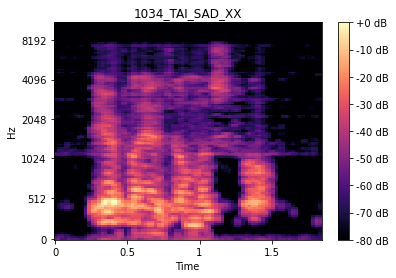 1034_TAI_SAD_XX
8192
4096
2048
1024
512
0
Hz
0
0.5
1
1.5
Time
+0 dB
-10 dB
-20 dB
-30 dB
-40 dB
-50 dB
-60 dB
-70 dB
-80 dB